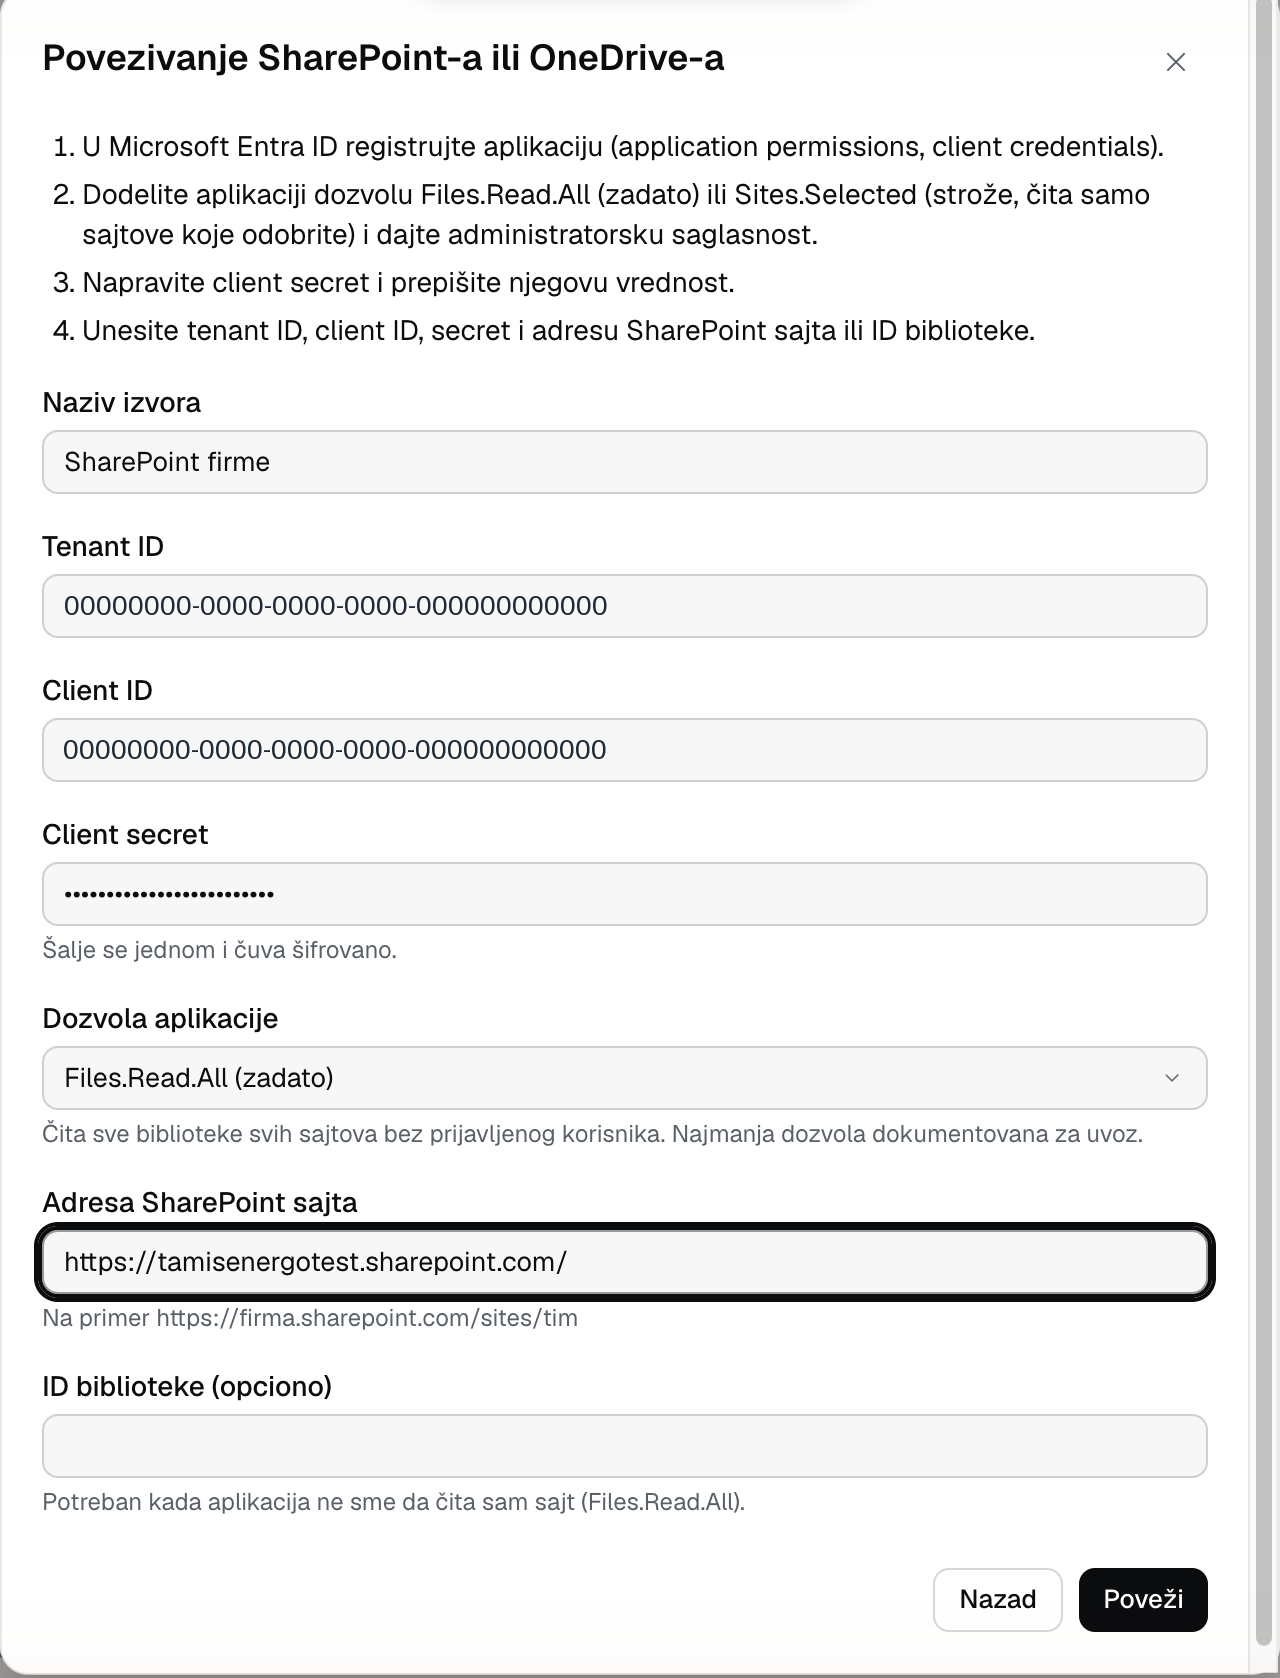 Povezivanje SharePoint-a ili OneDrive-a
1. U Microsoft Entra ID registrujte aplikaciju (application permissions, client credentials).
2. Dodelite aplikaciji dozvolu Files.Read.All (zadato) ili Sites.Selected (strože, čita samo
sajtove koje odobrite) i dajte administratorsku saglasnost.
3. Napravite client secret i prepišite njegovu vrednost.
4. Unesite tenant ID, client ID, secret i adresu SharePoint sajta ili ID biblioteke.
Naziv izvora
SharePoint firme
Tenant ID
00000000-0000-0000-0000-000000000000
Client ID
00000000-0000-0000-0000-000000000000
Client secret
•••••••••••••••••••••••••
Šalje se jednom i čuva šifrovano.
Dozvola aplikacije
Files.Read.All (zadato)
Čita sve biblioteke svih sajtova bez prijavljenog korisnika. Najmanja dozvola dokumentovana za uvoz.
Adresa SharePoint sajta
https://tamisenergotest.sharepoint.com/
Na primer https://firma.sharepoint.com/sites/tim
ID biblioteke (opciono)
Potreban kada aplikacija ne sme da čita sam sajt (Files.Read.All).
Nazad
Poveži